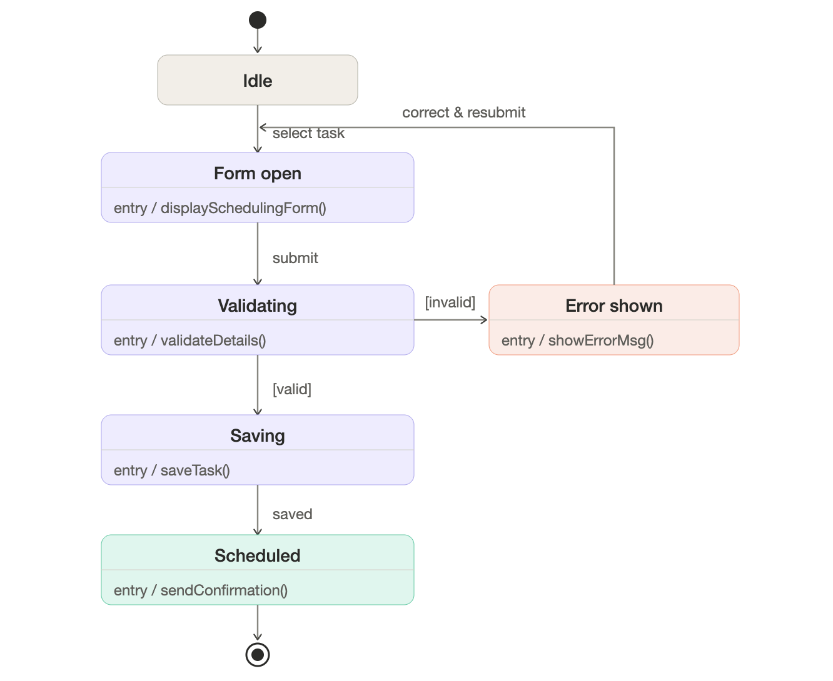 Idle
correct & resubmit
select task
Form open
entry / displaySchedulingForm()
submit
Validating
entry / validateDetails()
[invalid]
Error shown
entry / showErrorMsg()
[valid]
Saving
entry / saveTask()
saved
Scheduled
entry / sendConfirmation()